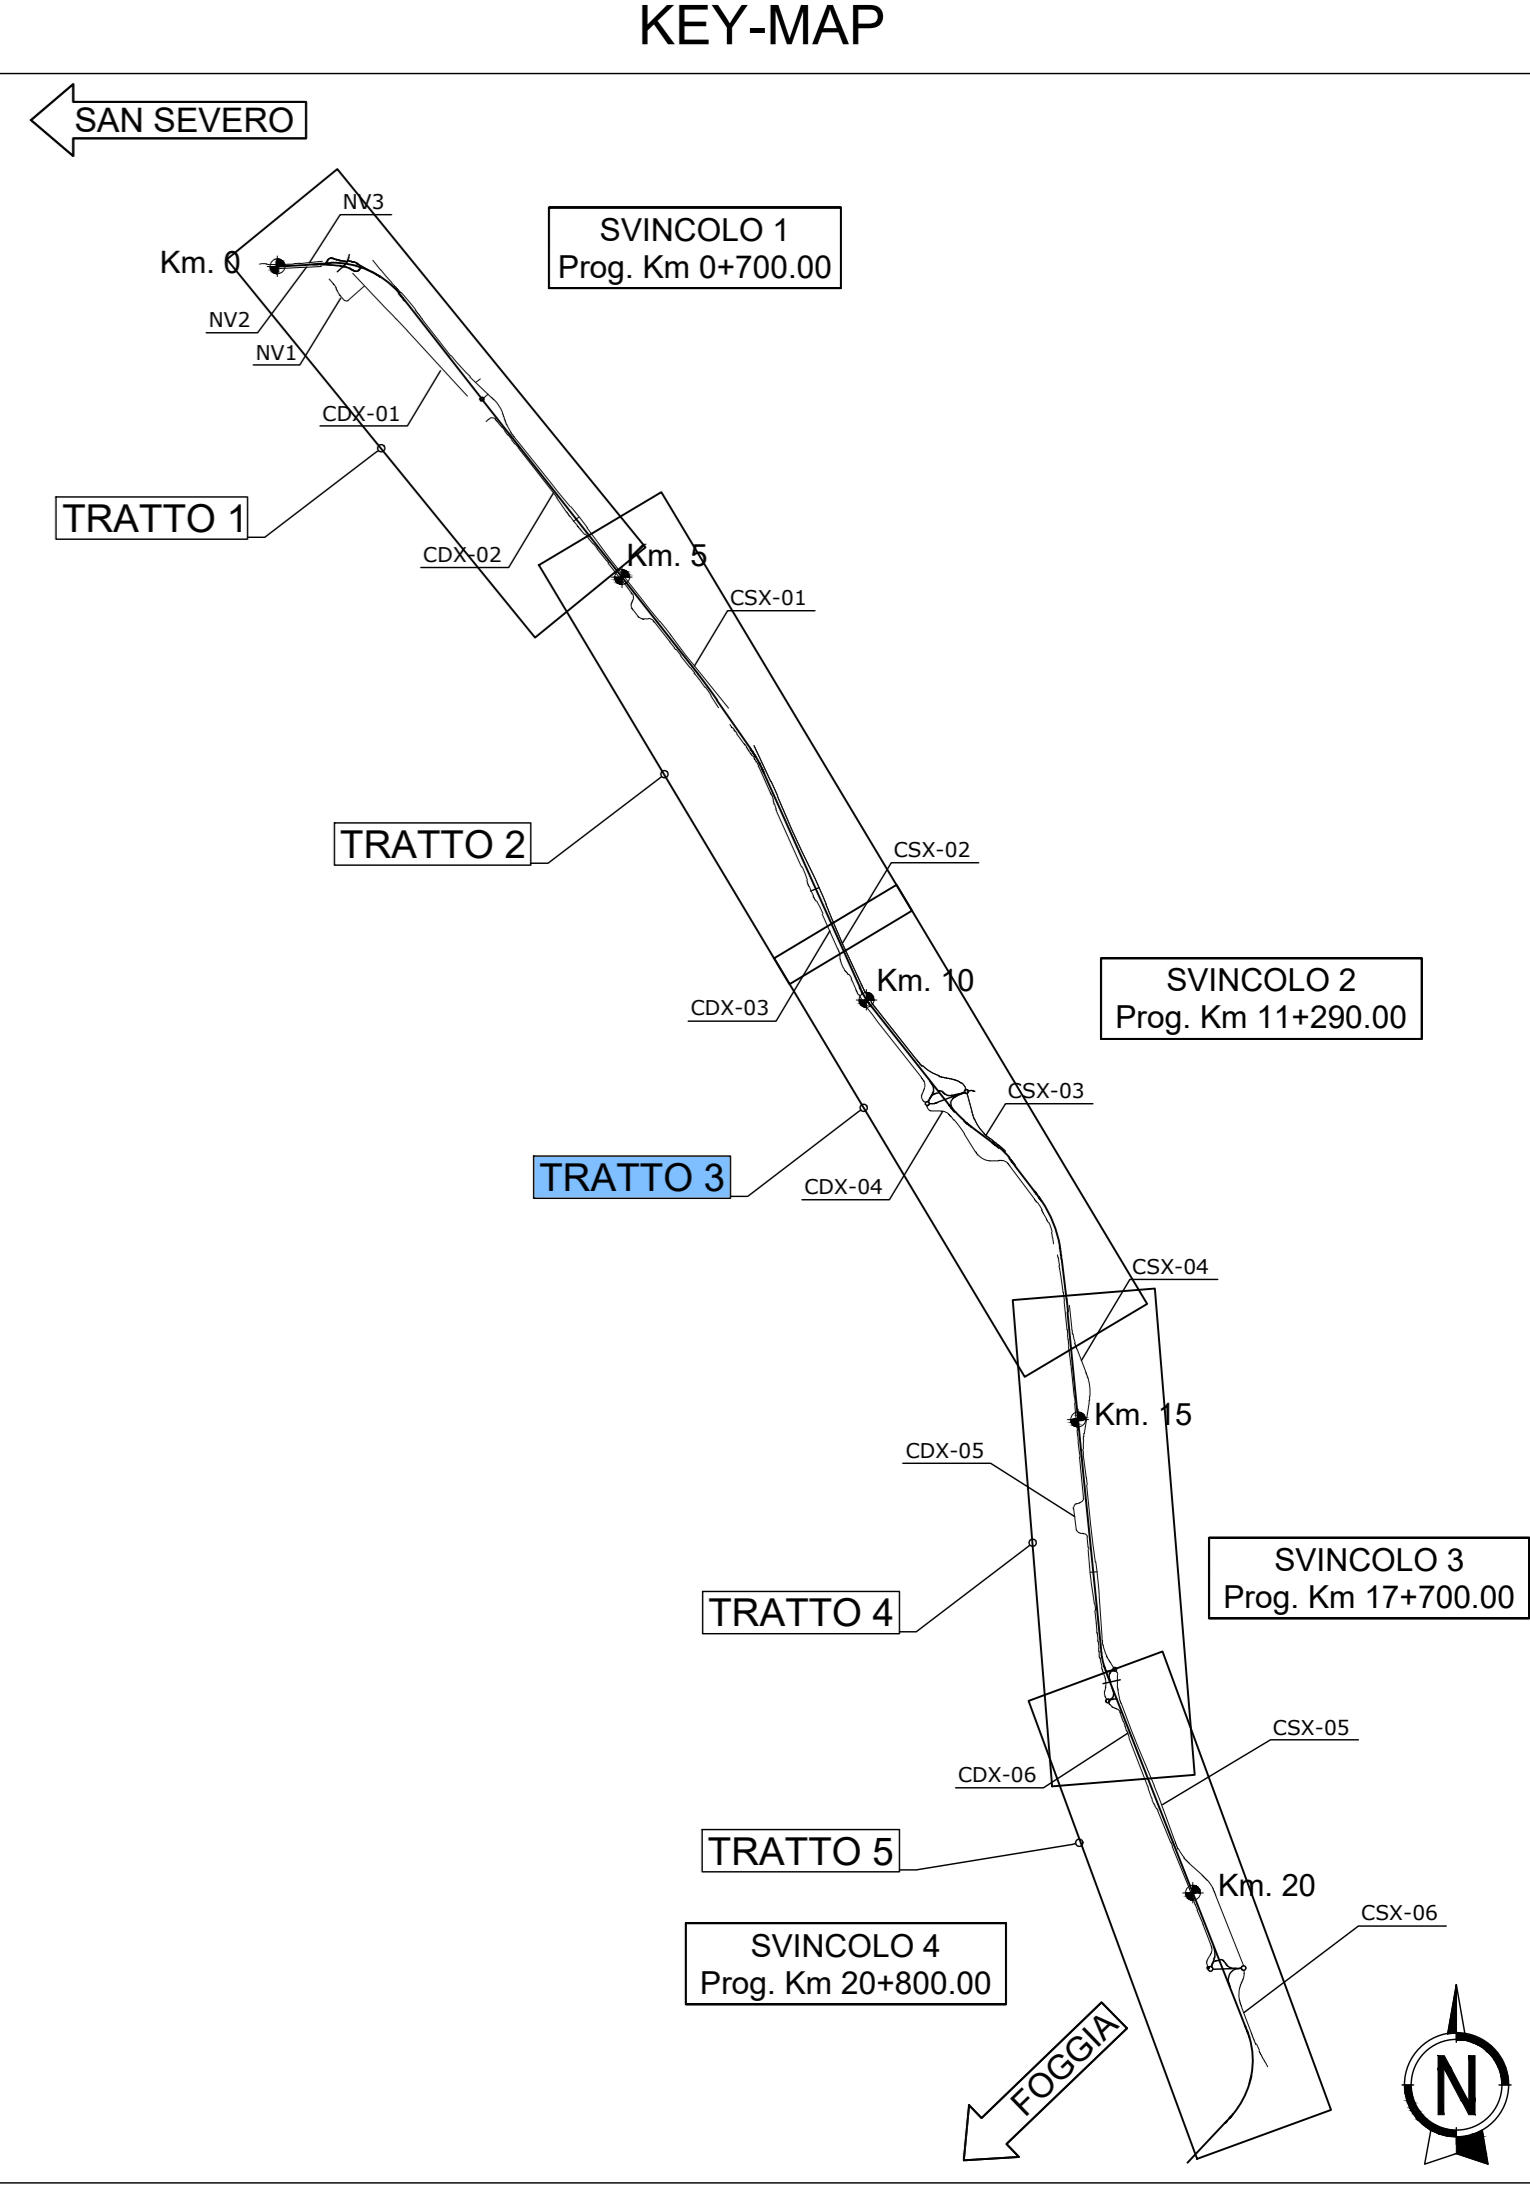 KEY-MAP
SAN SEVERO
NV3
SVINCOLO 1
Prog. Km 0+700.00
Km. 0
NV2
NV1
CDX-01
TRATTO 1
CDX-02
Km. 5
CSX-01
TRATTO 2
CSX-02
Km. 10
SVINCOLO 2
Prog. Km 11+290.00
CDX-03
CSX-03
TRATTO 3
CDX-04
CSX-04
Km. 15
CDX-05
SVINCOLO 3
Prog. Km 17+700.00
TRATTO 4
CSX-05
CDX-06
TRATTO 5
Km. 20
CSX-06
SVINCOLO 4
Prog. Km 20+800.00
FOGGIA
N